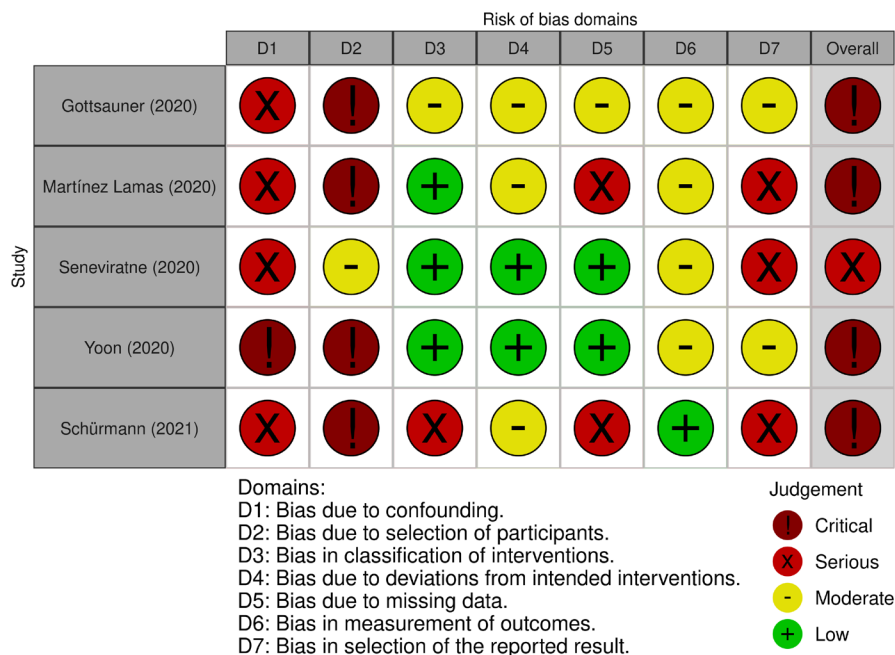 Risk of bias domains
D1 D2 D3 D4 D5 D6 D7 Overall
Study
Gottsauner (2020) X ! - - - - - !
Martínez Lamas (2020) X ! + - X - X !
Seneviratne (2020) X - + + + - X X
Yoon (2020) ! ! + + + - - !
Schürmann (2021) X ! X - X + X !
Domains:
D1: Bias due to confounding.
D2: Bias due to selection of participants.
D3: Bias in classification of interventions.
D4: Bias due to deviations from intended interventions.
D5: Bias due to missing data.
D6: Bias in measurement of outcomes.
D7: Bias in selection of the reported result.
Judgement
! Critical
X Serious
- Moderate
+ Low